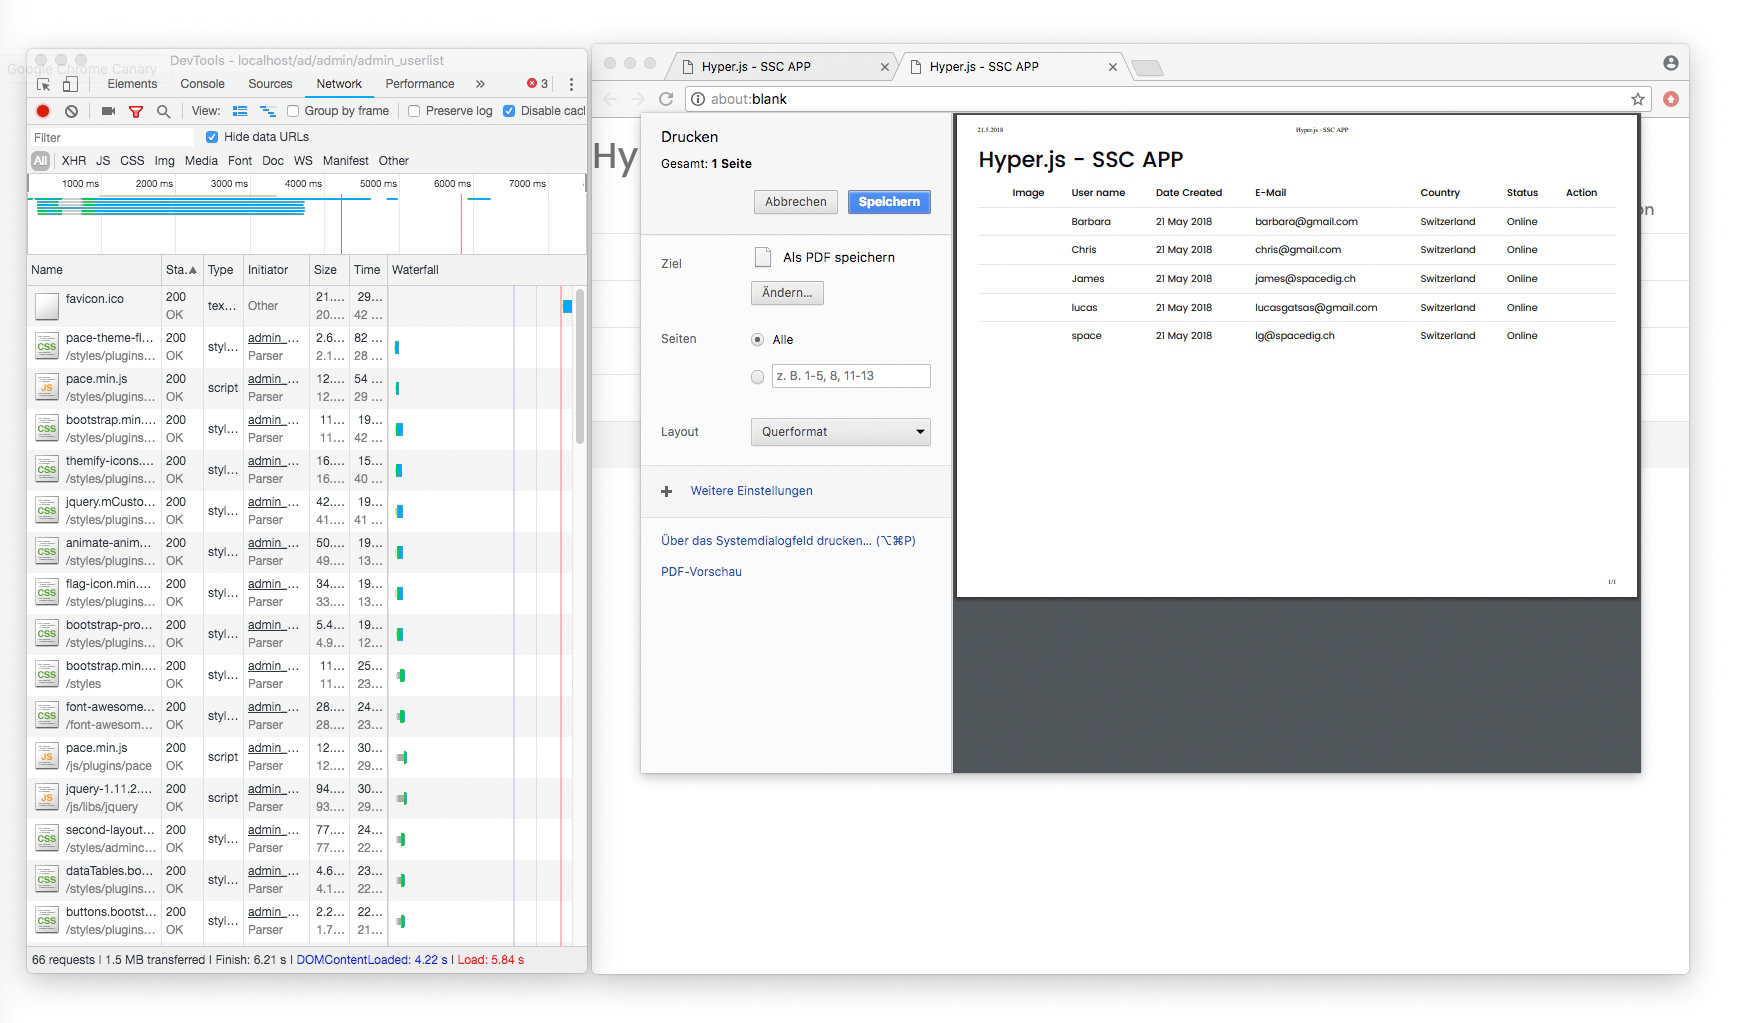 Google Chrome Canary
DevTools - localhost/ad/admin/admin_userlist
Elements Console Sources Network Performance » 3
View: Group by frame Preserve log Disable cacl
Filter Hide data URLs
All XHR JS CSS Img Media Font Doc WS Manifest Other
1000 ms 2000 ms 3000 ms 4000 ms 5000 ms 6000 ms 7000 ms
Name Sta. Type Initiator Size Time Waterfall
favicon.ico 200 OK tex... Other 21.... 20.... 29... 42 ...
pace-theme-fl... /styles/plugins... 200 OK styl... admin_... Parser 2.6... 2.1... 82 ... 28 ...
pace.min.js /styles/plugins... 200 OK script admin_... Parser 12.... 12.... 54 ... 29 ...
bootstrap.min.... /styles/plugins... 200 OK styl... admin_... Parser 11... 11... 19... 42 ...
themify-icons.... /styles/plugins... 200 OK styl... admin_... Parser 16.... 16.... 15... 40 ...
jquery.mCusto... /styles/plugins... 200 OK styl... admin_... Parser 42.... 41.... 19... 41 ...
animate-anim... /styles/plugins... 200 OK styl... admin_... Parser 50.... 49.... 19... 13...
flag-icon.min.... /styles/plugins... 200 OK styl... admin_... Parser 34.... 33.... 19... 13...
bootstrap-pro... /styles/plugins... 200 OK styl... admin_... Parser 5.4... 4.9... 19... 12...
bootstrap.min.... /styles 200 OK styl... admin_... Parser 11... 11... 25... 23...
font-awesome... /font-awesom... 200 OK styl... admin_... Parser 28.... 28.... 24... 23...
pace.min.js /js/plugins/pace 200 OK script admin_... Parser 12.... 12.... 30... 29...
jquery-1.11.2.... /js/libs/jquery 200 OK script admin_... Parser 94.... 93.... 30... 29...
second-layout... /styles/adminc... 200 OK styl... admin_... Parser 77.... 77.... 24... 22...
dataTables.bo... /styles/plugins... 200 OK styl... admin_... Parser 4.6... 4.1... 23... 22...
buttons.bootst... /styles/plugins... 200 OK styl... admin_... Parser 2.2... 1.7... 22... 21...
66 requests | 1.5 MB transferred | Finish: 6.21 s | DOMContentLoaded: 4.22 s | Load: 5.84 s
Hyper.js - SSC APP Hyper.js - SSC APP
about:blank
Hy
on
Drucken
Gesamt: 1 Seite
Abbrechen Speichern
Ziel Als PDF speichern
Ändern...
Seiten Alle
z. B. 1-5, 8, 11-13
Layout Querformat
Weitere Einstellungen
Über das Systemdialogfeld drucken... (⌥⌘P)
PDF-Vorschau
21.5.2018 Hyper.js - SSC APP
Hyper.js - SSC APP
Image User name Date Created E-Mail Country Status Action
Barbara 21 May 2018 barbara@gmail.com Switzerland Online
Chris 21 May 2018 chris@gmail.com Switzerland Online
James 21 May 2018 james@spacedig.ch Switzerland Online
lucas 21 May 2018 lucasgatsas@gmail.com Switzerland Online
space 21 May 2018 lg@spacedig.ch Switzerland Online
1/1